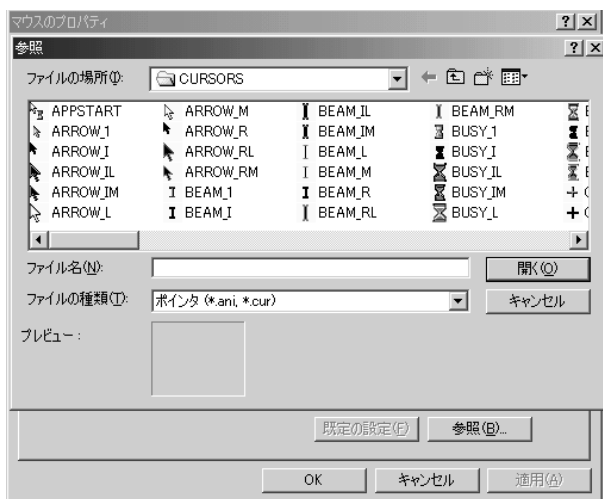 マウスのプロパティ
参照
ファイルの場所(I): CURSORS
APPSTART ARROW_M BEAM_IL BEAM_RM
ARROW_1 ARROW_R BEAM_IM BUSY_1
ARROW_I ARROW_RL BEAM_L BUSY_I
ARROW_IL ARROW_RM BEAM_M BUSY_IL
ARROW_IM BEAM_1 BEAM_R BUSY_IM
ARROW_L BEAM_I BEAM_RL BUSY_L
ファイル名(N): 開く(O)
ファイルの種類(T): ポインタ (*.ani, *.cur) キャンセル
プレビュー :
既定の設定(F) 参照(B)...
OK キャンセル 適用(A)